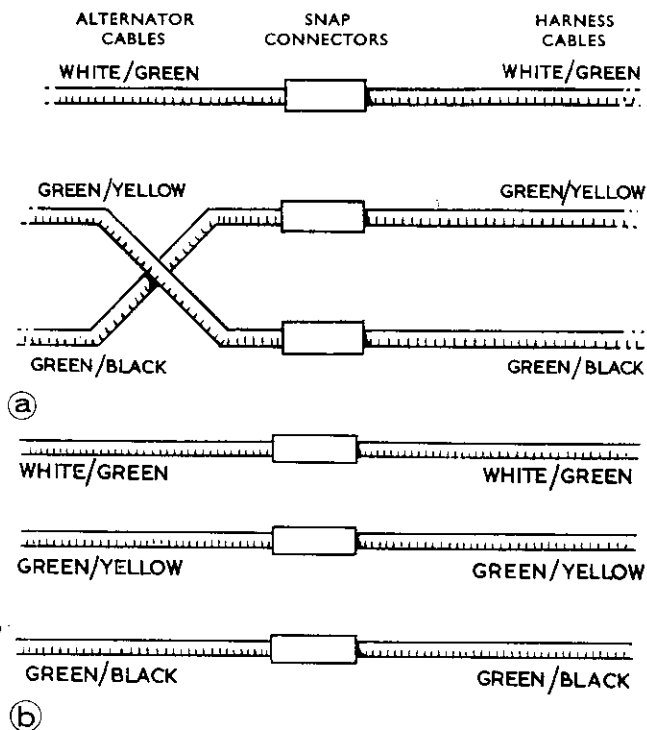 ALTERNATOR CABLES
SNAP CONNECTORS
HARNESS CABLES
WHITE/GREEN WHITE/GREEN
GREEN/YELLOW GREEN/YELLOW
GREEN/BLACK GREEN/BLACK
a
WHITE/GREEN WHITE/GREEN
GREEN/YELLOW GREEN/YELLOW
GREEN/BLACK GREEN/BLACK
b